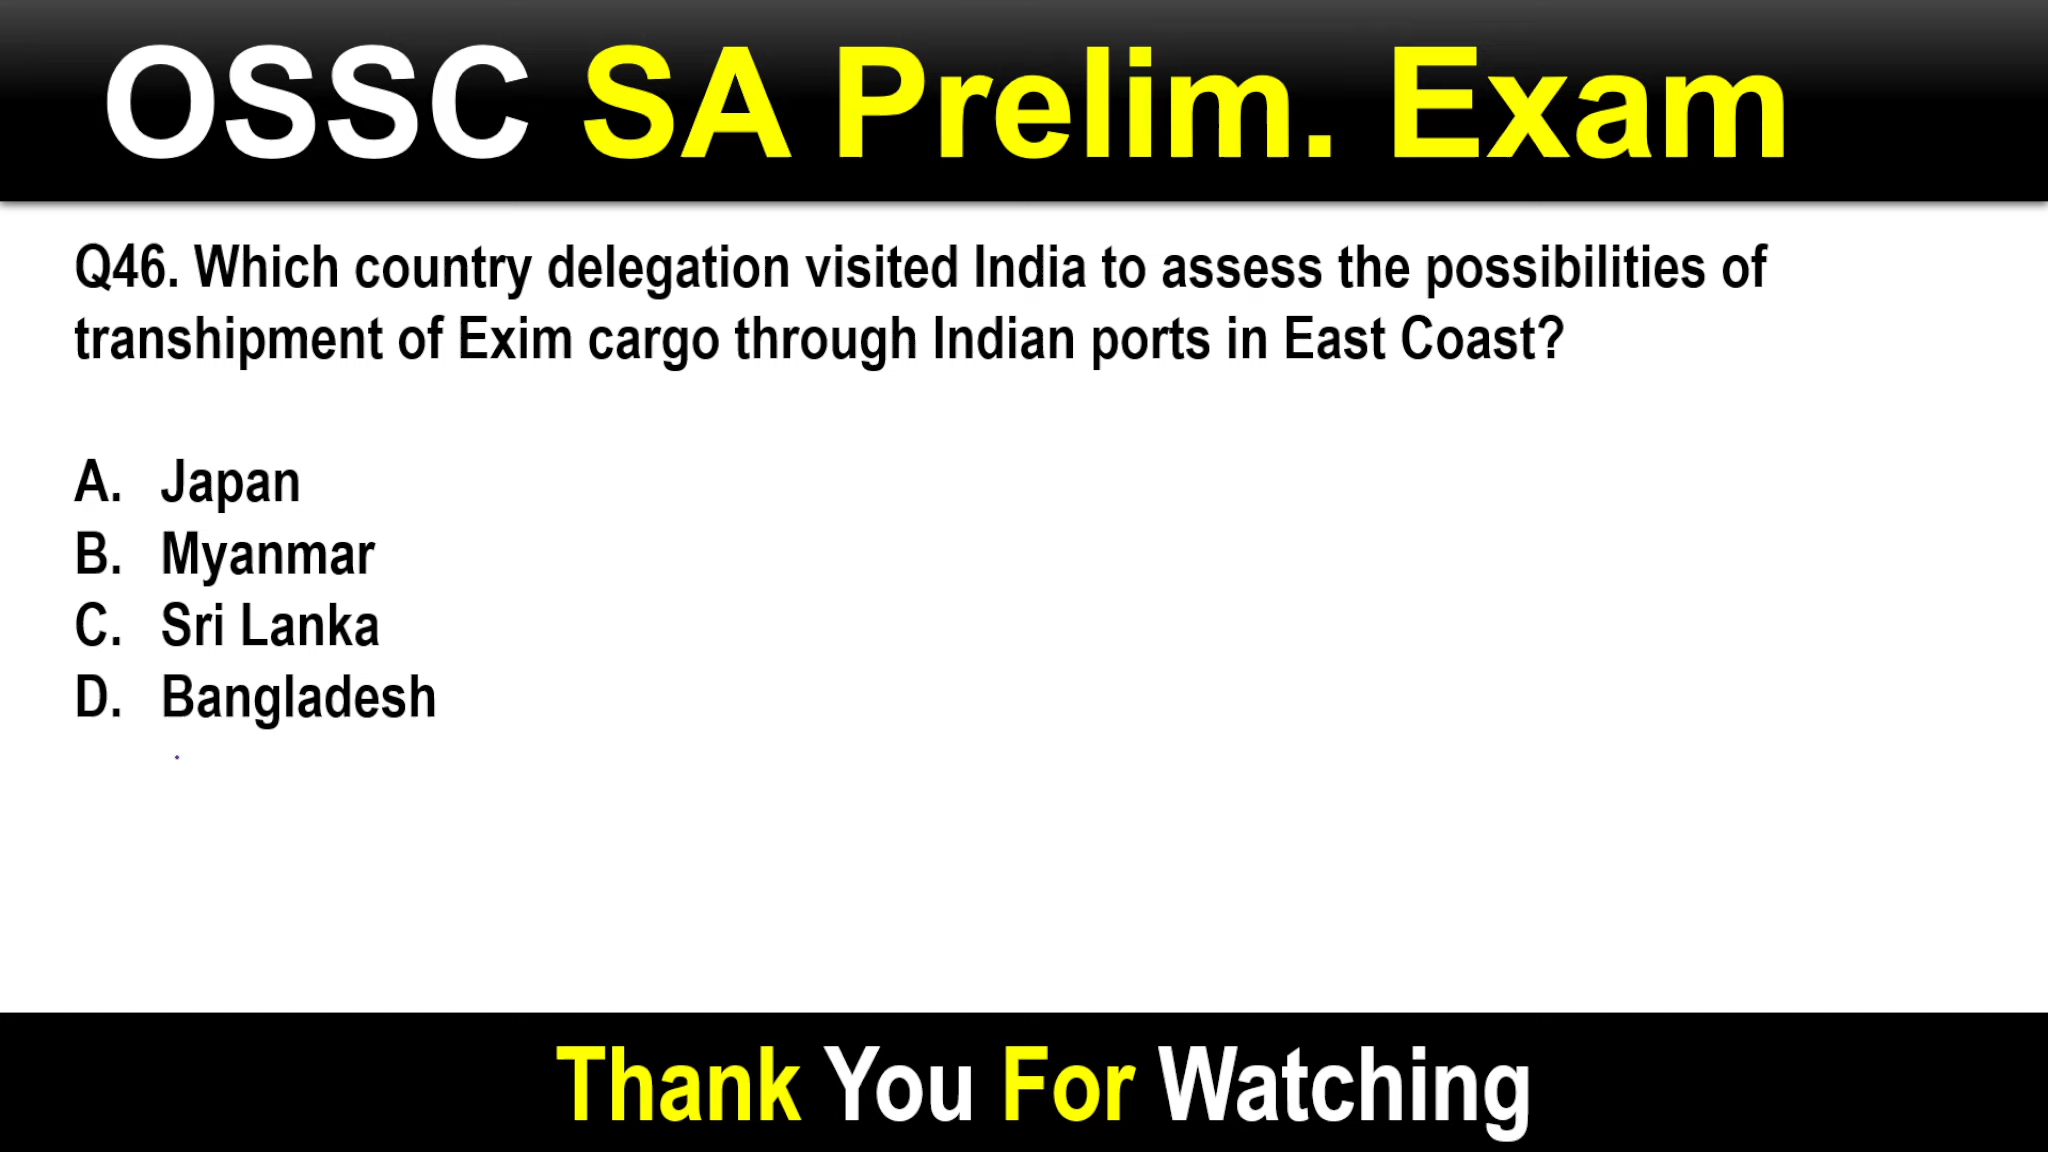 OSSC SA Prelim. Exam
Q46. Which country delegation visited India to assess the possibilities of
transhipment of Exim cargo through Indian ports in East Coast?
A. Japan
B. Myanmar
C. Sri Lanka
D. Bangladesh
Thank You For Watching